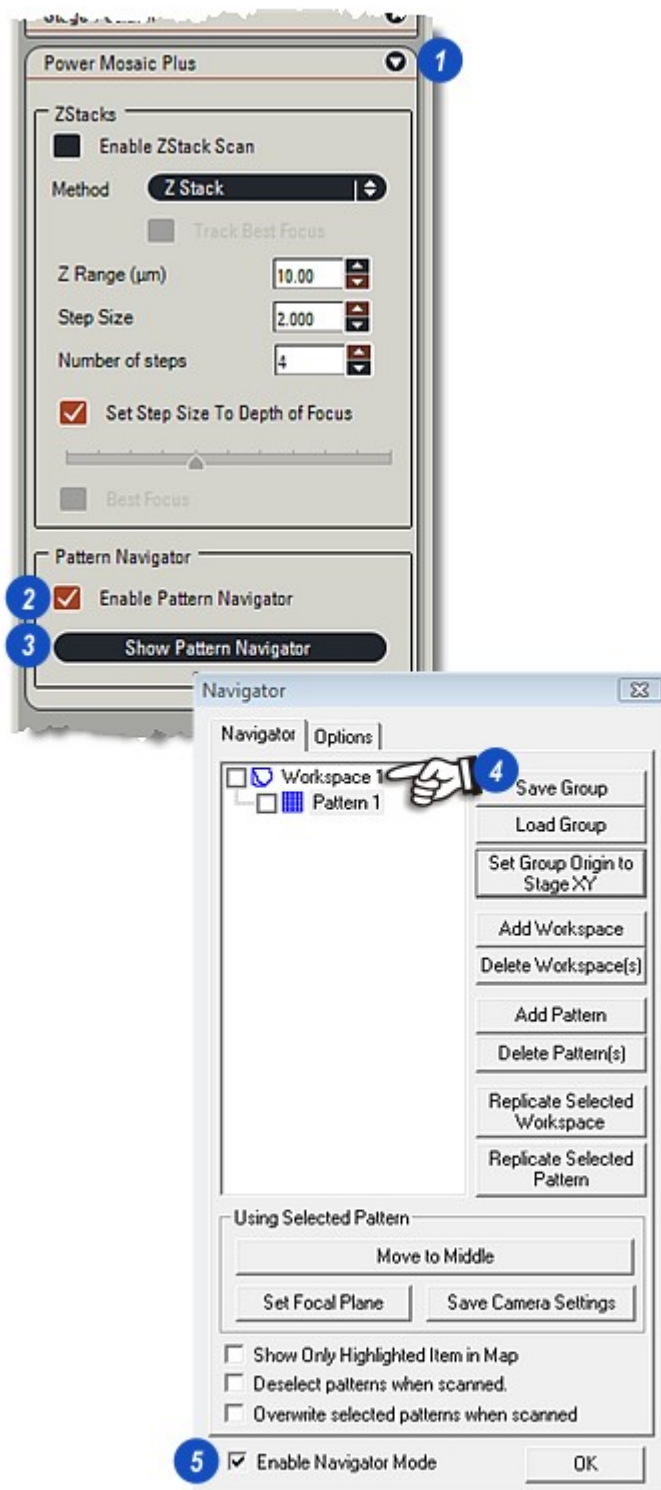 Power Mosaic Plus
1
ZStacks
Enable ZStack Scan
Method Z Stack
Track Best Focus
Z Range (µm) 10.00
Step Size 2.000
Number of steps 4
Set Step Size To Depth of Focus
Best Focus
Pattern Navigator
2 Enable Pattern Navigator
3 Show Pattern Navigator
Navigator
Navigator Options
Workspace 1
4
Pattern 1
Save Group
Load Group
Set Group Origin to
Stage XY
Add Workspace
Delete Workspace(s)
Add Pattern
Delete Pattern(s)
Replicate Selected
Workspace
Replicate Selected
Pattern
Using Selected Pattern
Move to Middle
Set Focal Plane Save Camera Settings
Show Only Highlighted Item in Map
Deselect patterns when scanned.
Overwrite selected patterns when scanned
5 Enable Navigator Mode OK